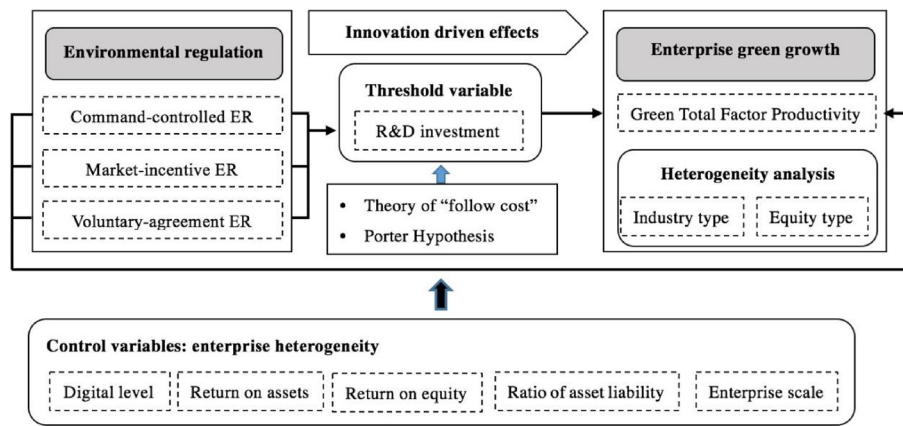 Environmental regulation
Command-controlled ER
Market-incentive ER
Voluntary-agreement ER
Innovation driven effects
Threshold variable
R&D investment
• Theory of “follow cost”
• Porter Hypothesis
Enterprise green growth
Green Total Factor Productivity
Heterogeneity analysis
Industry type
Equity type
Control variables: enterprise heterogeneity
Digital level
Return on assets
Return on equity
Ratio of asset liability
Enterprise scale